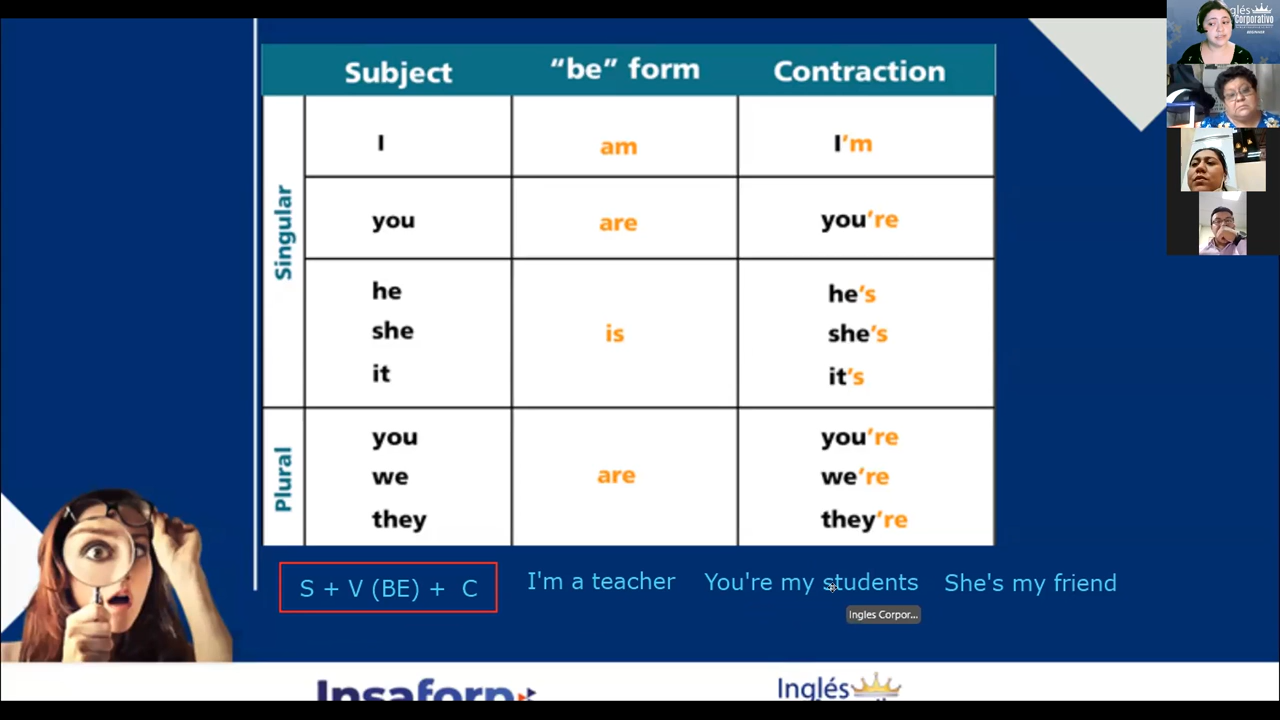 Subject "be" form Contraction
Singular
I am I'm
you are you're
he he's
she is she's
it it's
Plural
you you're
we are we're
they they're
S + V (BE) + C
I'm a teacher
You're my students
She's my friend
Ingles Corpor...
Insaforp
Inglés
Inglés
Corporativo